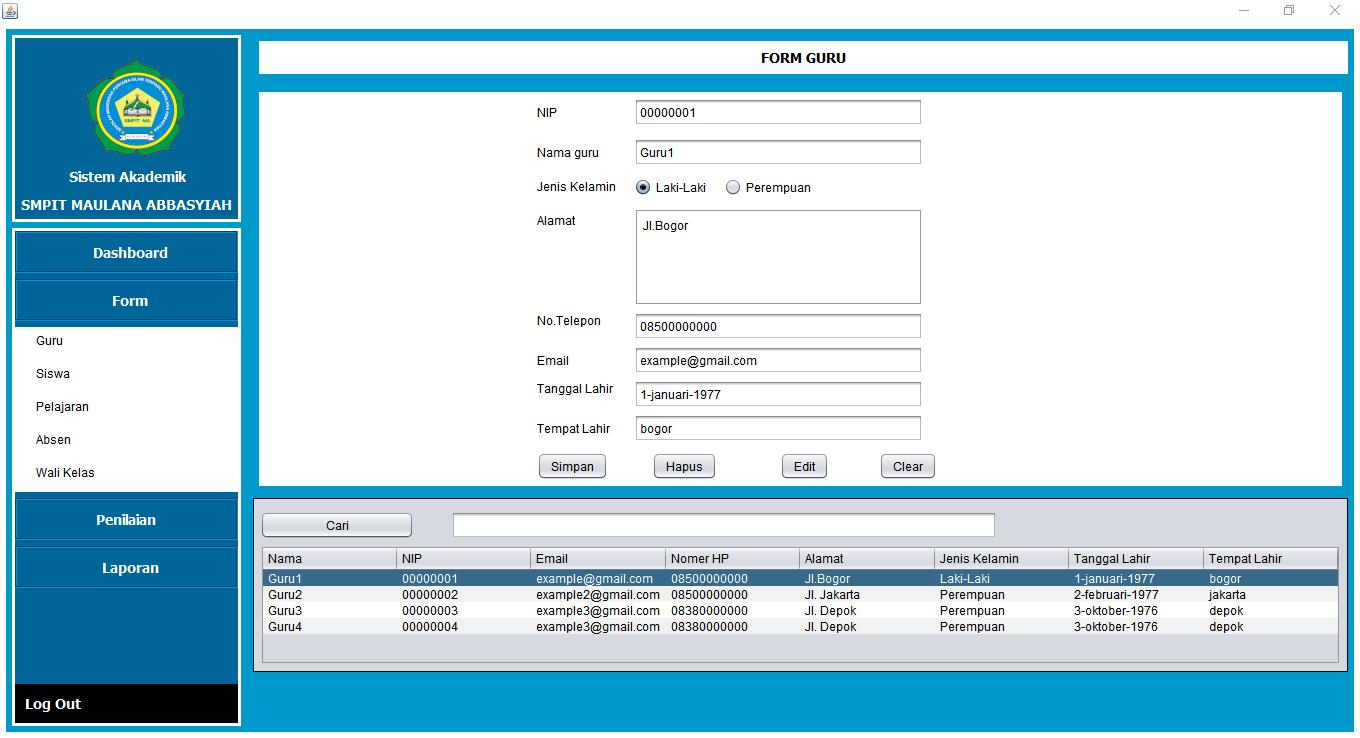 FORM GURU
SMPIT MA
Sistem Akademik
SMPIT MAULANA ABBASYIAH
Dashboard
Form
Guru
Siswa
Pelajaran
Absen
Wali Kelas
Penilaian
Laporan
Log Out
NIP 00000001
Nama guru Guru1
Jenis Kelamin Laki-Laki Perempuan
Alamat Jl.Bogor
No.Telepon 08500000000
Email example@gmail.com
Tanggal Lahir 1-januari-1977
Tempat Lahir bogor
Simpan Hapus Edit Clear
Cari
Nama NIP Email Nomer HP Alamat Jenis Kelamin Tanggal Lahir Tempat Lahir
Guru1 00000001 example@gmail.com 08500000000 Jl.Bogor Laki-Laki 1-januari-1977 bogor
Guru2 00000002 example2@gmail.com 08500000000 Jl. Jakarta Perempuan 2-februari-1977 jakarta
Guru3 00000003 example3@gmail.com 08380000000 Jl. Depok Perempuan 3-oktober-1976 depok
Guru4 00000004 example3@gmail.com 08380000000 Jl. Depok Perempuan 3-oktober-1976 depok